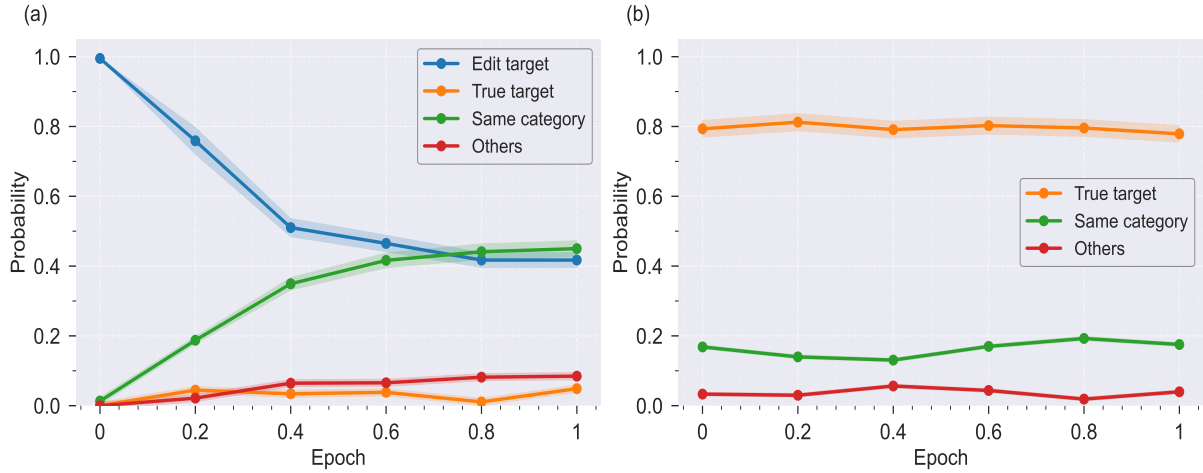 (a)
1.0
0.8
0.6
0.4
0.2
0.0
Probability
Edit target
True target
Same category
Others
0
0.2
0.4
0.6
0.8
1
Epoch
(b)
1.0
0.8
0.6
0.4
0.2
0.0
Probability
True target
Same category
Others
0
0.2
0.4
0.6
0.8
1
Epoch